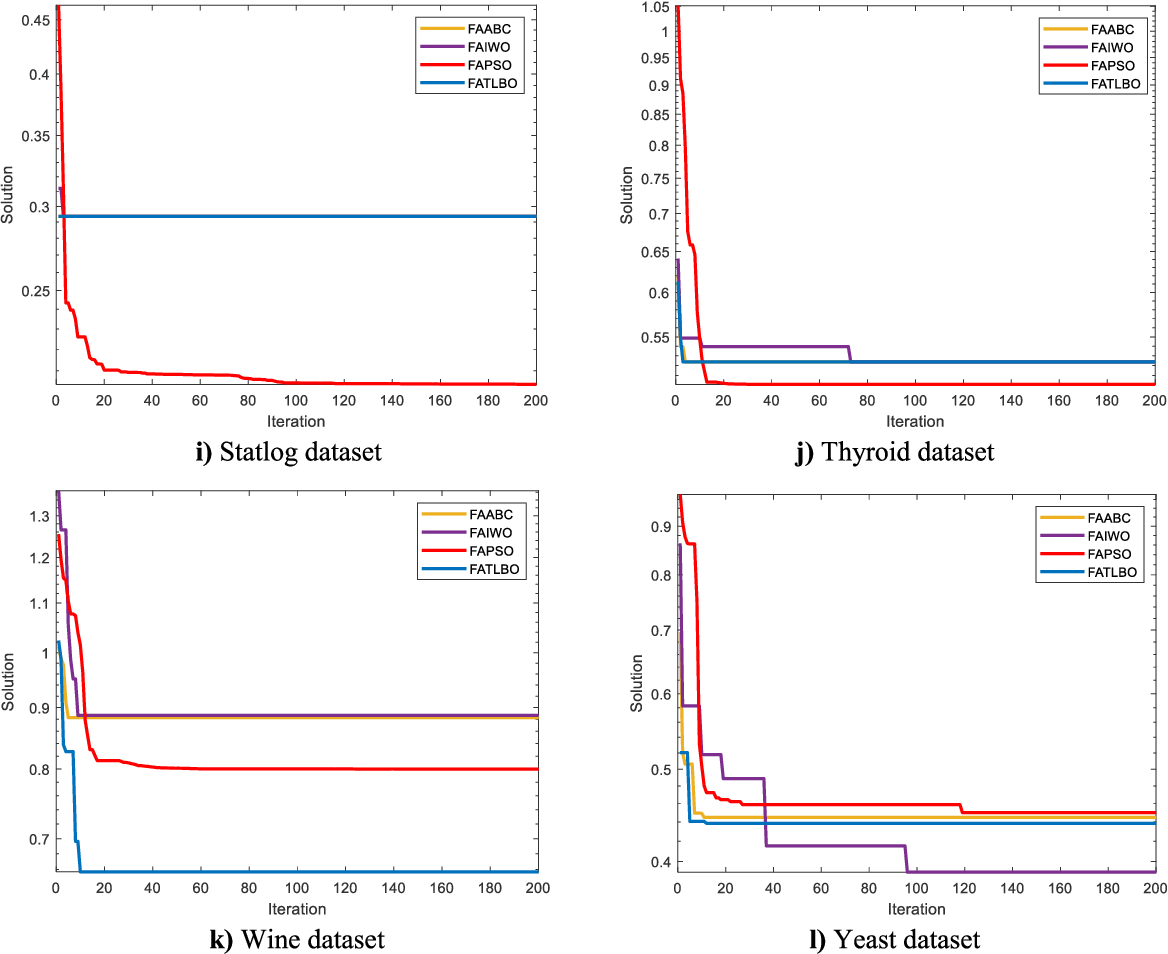 0.45
0.4
0.35
0.3
0.25
Solution
0 20 40 60 80 100 120 140 160 180 200
Iteration
FAABC
FAIWO
FAPSO
FATLBO
i) Statlog dataset
1.05
1
0.95
0.9
0.85
0.8
0.75
0.7
0.65
0.6
0.55
Solution
0 20 40 60 80 100 120 140 160 180 200
Iteration
FAABC
FAIWO
FAPSO
FATLBO
j) Thyroid dataset
1.3
1.2
1.1
1
0.9
0.8
0.7
Solution
0 20 40 60 80 100 120 140 160 180 200
Iteration
FAABC
FAIWO
FAPSO
FATLBO
k) Wine dataset
0.9
0.8
0.7
0.6
0.5
0.4
Solution
0 20 40 60 80 100 120 140 160 180 200
Iteration
FAABC
FAIWO
FAPSO
FATLBO
l) Yeast dataset